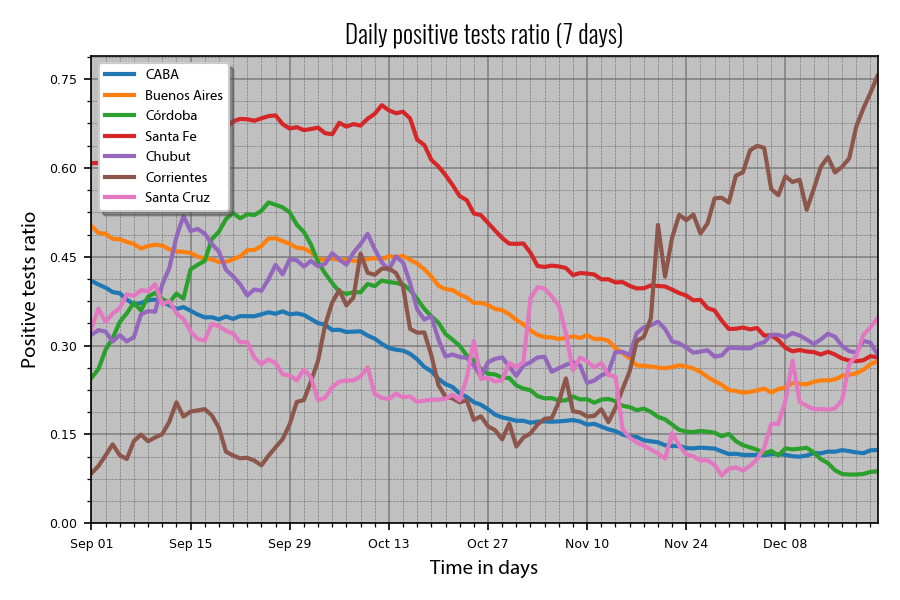 Daily positive tests ratio (7 days)
CABA
Buenos Aires
Córdoba
Santa Fe
Chubut
Corrientes
Santa Cruz
Positive tests ratio
0.75
0.60
0.45
0.30
0.15
0.00
Sep 01 Sep 15 Sep 29 Oct 13 Oct 27 Nov 10 Nov 24 Dec 08
Time in days